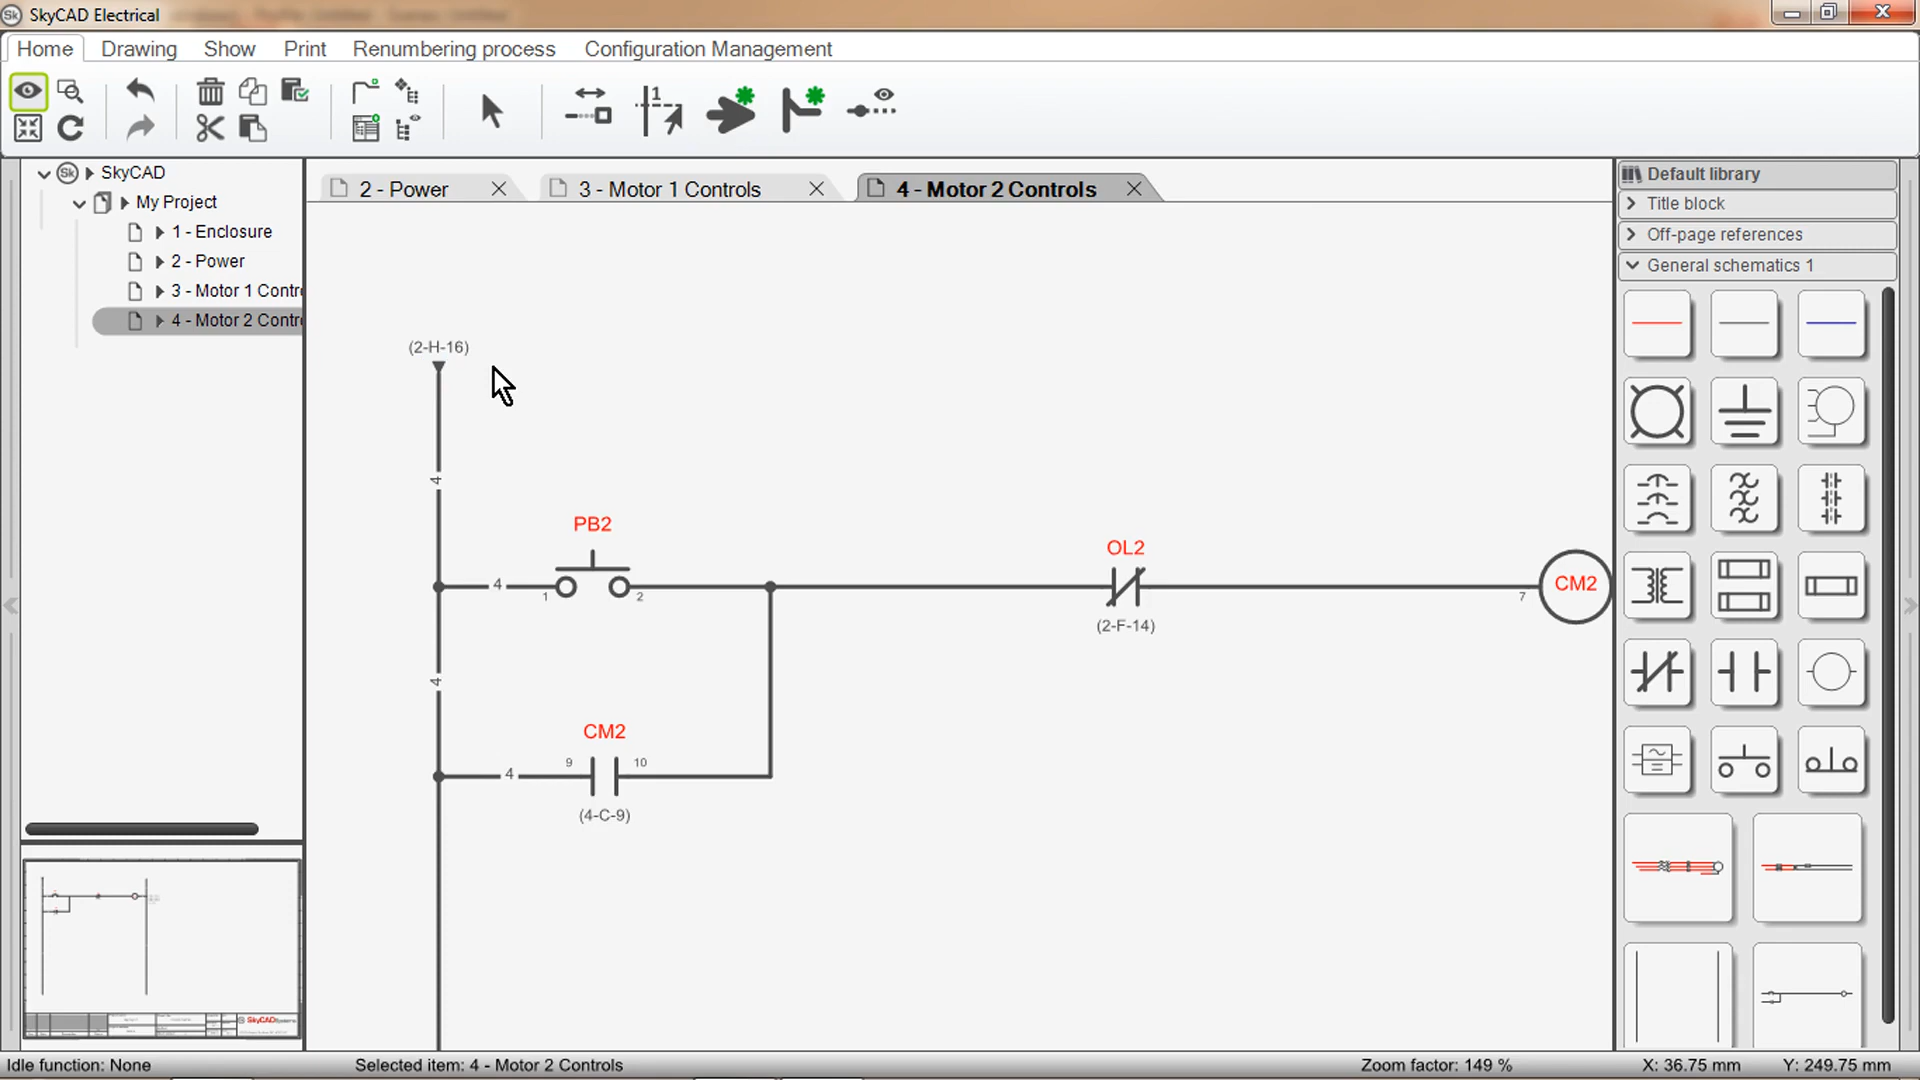 SkyCAD Electrical
Home Drawing Show Print Renumbering process Configuration Management
1
SkyCAD
My Project
1 - Enclosure
2 - Power
3 - Motor 1 Contr
4 - Motor 2 Contr
2 - Power
3 - Motor 1 Controls
4 - Motor 2 Controls
(2-H-16)
4
PB2
4
1
2
OL2
(2-F-14)
7
CM2
4
CM2
9
10
4
(4-C-9)
Default library
Title block
Off-page references
General schematics 1
SkyCADSystems
Idle function: None
Selected item: 4 - Motor 2 Controls
Zoom factor: 149 %
X: 36.75 mm
Y: 249.75 mm